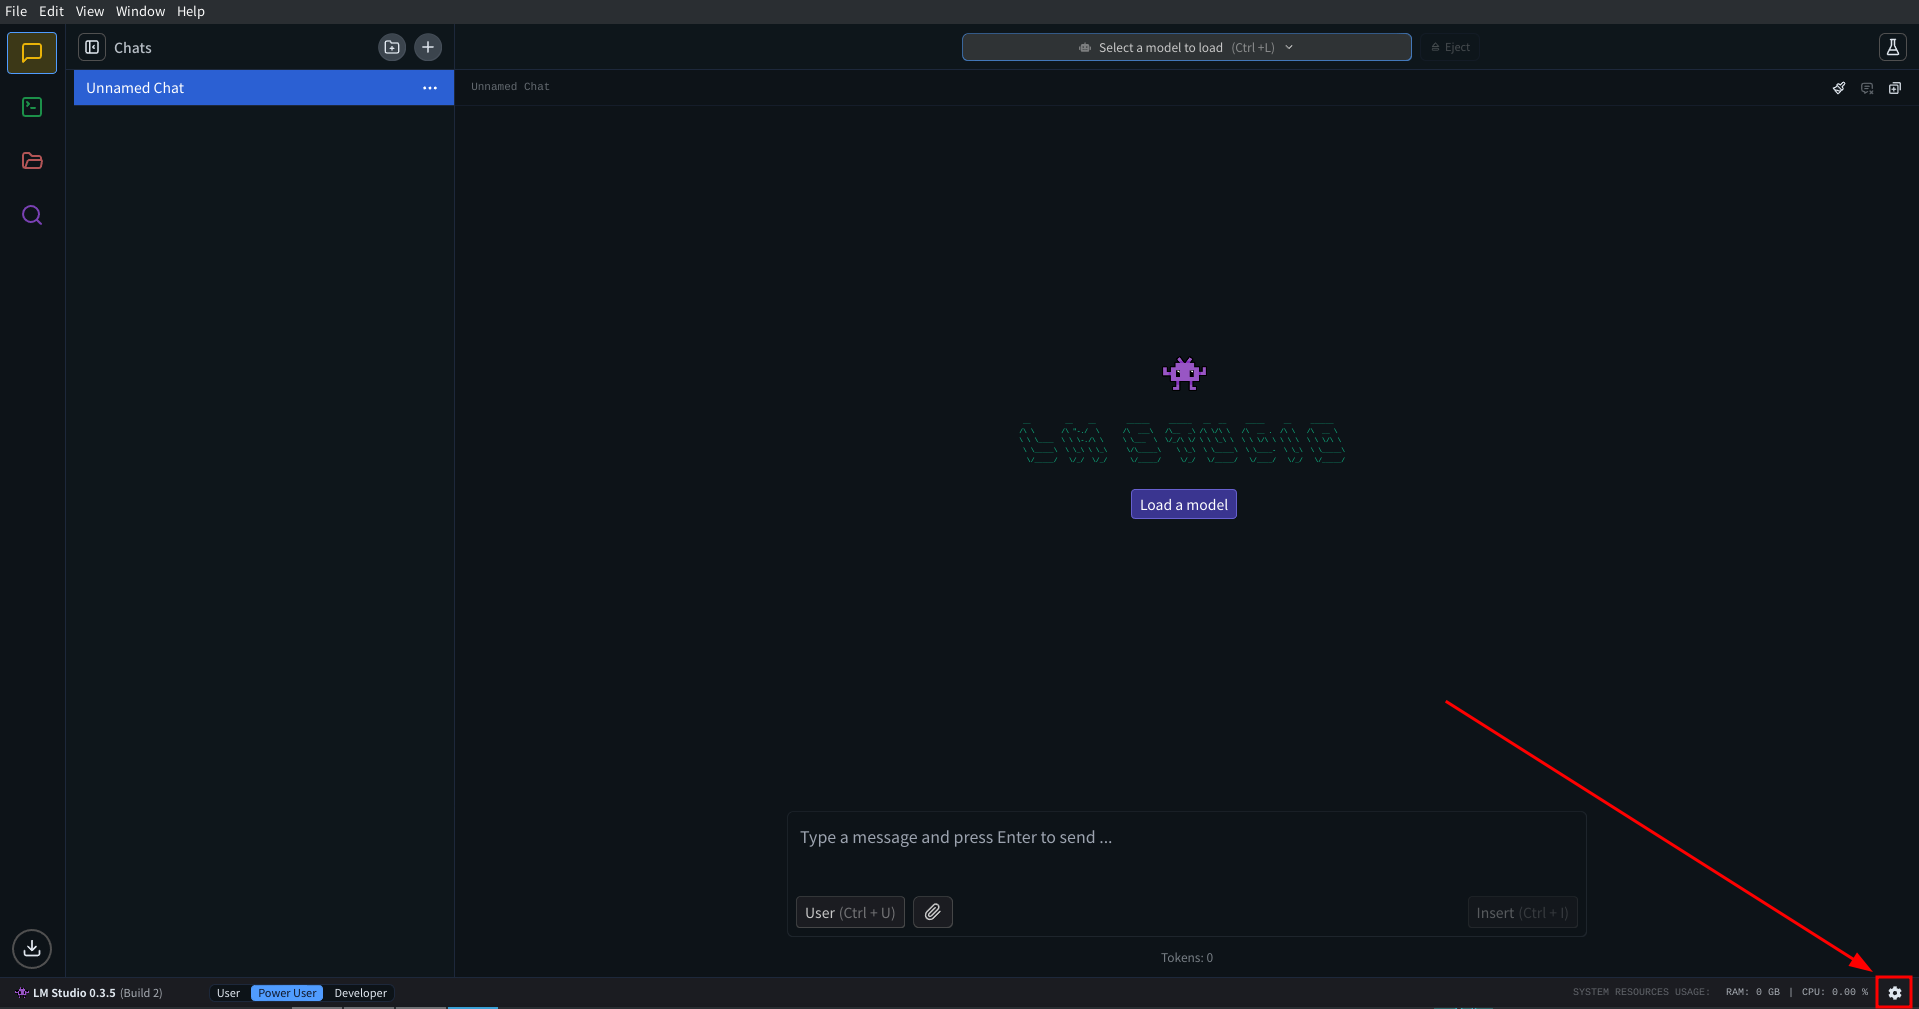 File Edit View Window Help
Chats
Select a model to load (Ctrl +L)
Eject
Unnamed Chat
Unnamed Chat
LM STUDIO
Load a model
Type a message and press Enter to send ...
User (Ctrl + U)
Insert (Ctrl + I)
Tokens: 0
LM Studio 0.3.5 (Build 2)
User Power User Developer
SYSTEM RESOURCES USAGE: RAM: 0 GB | CPU: 0.00 %